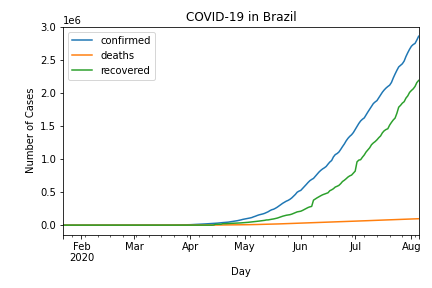 COVID-19 in Brazil
1e6
3.0
2.5
2.0
1.5
1.0
0.5
0.0
Number of Cases
confirmed
deaths
recovered
Feb Mar Apr May Jun Jul Aug
2020
Day